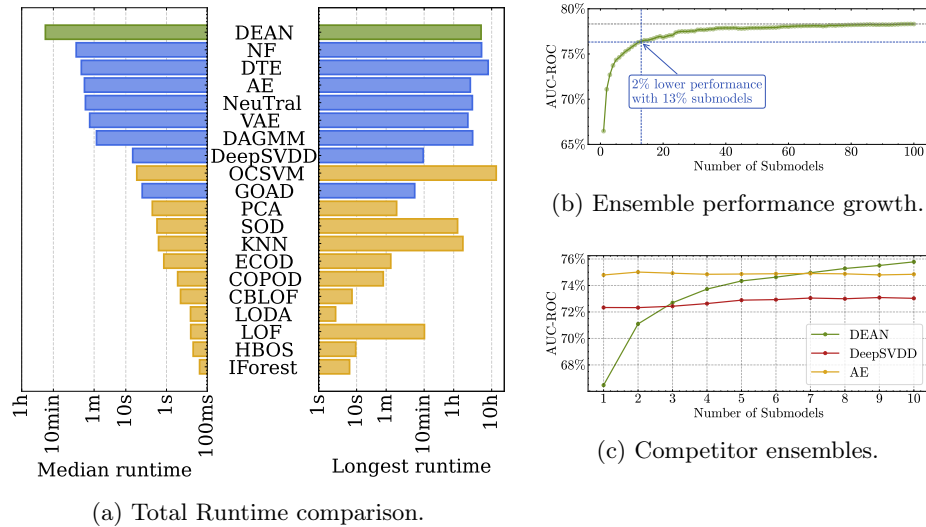 DEAN
NF
DTE
AE
NeuTral
VAE
DAGMM
DeepSVDD
OCSVM
GOAD
PCA
SOD
KNN
ECOD
COPOD
CBLOF
LODA
LOF
HBOS
IForest
1h 10min 1m 10s 1s 100ms
1s 10s 1m 10min 1h 10h
Median runtime
Longest runtime
(a) Total Runtime comparison.
80%
75%
70%
65%
AUC-ROC
2% lower performance
with 13% submodels
0 20 40 60 80 100
Number of Submodels
(b) Ensemble performance growth.
76%
74%
72%
70%
68%
AUC-ROC
DEAN
DeepSVDD
AE
1 2 3 4 5 6 7 8 9 10
Number of Submodels
(c) Competitor ensembles.